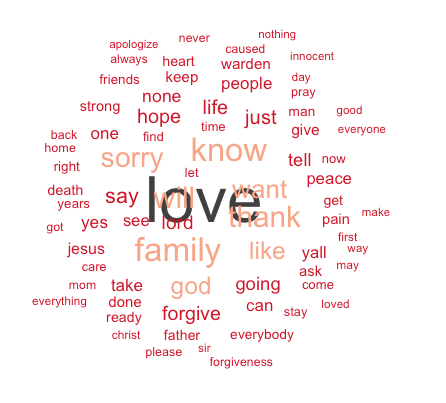 nothing
never
apologize
caused
innocent
always
heart
warden
friends
keep
people
day
pray
none
strong
hope
life
just
man
good
time
give
everyone
back
one
find
know
home
sorry
tell
now
right
let
peace
death
want
years
say
will
love
get
make
got
yes
see
lord
thank
pain
first
jesus
family
like
yall
way
care
ask
may
mom
take
god
going
come
everything
done
can
stay
loved
ready
forgive
christ
father
everybody
please
sir
forgiveness